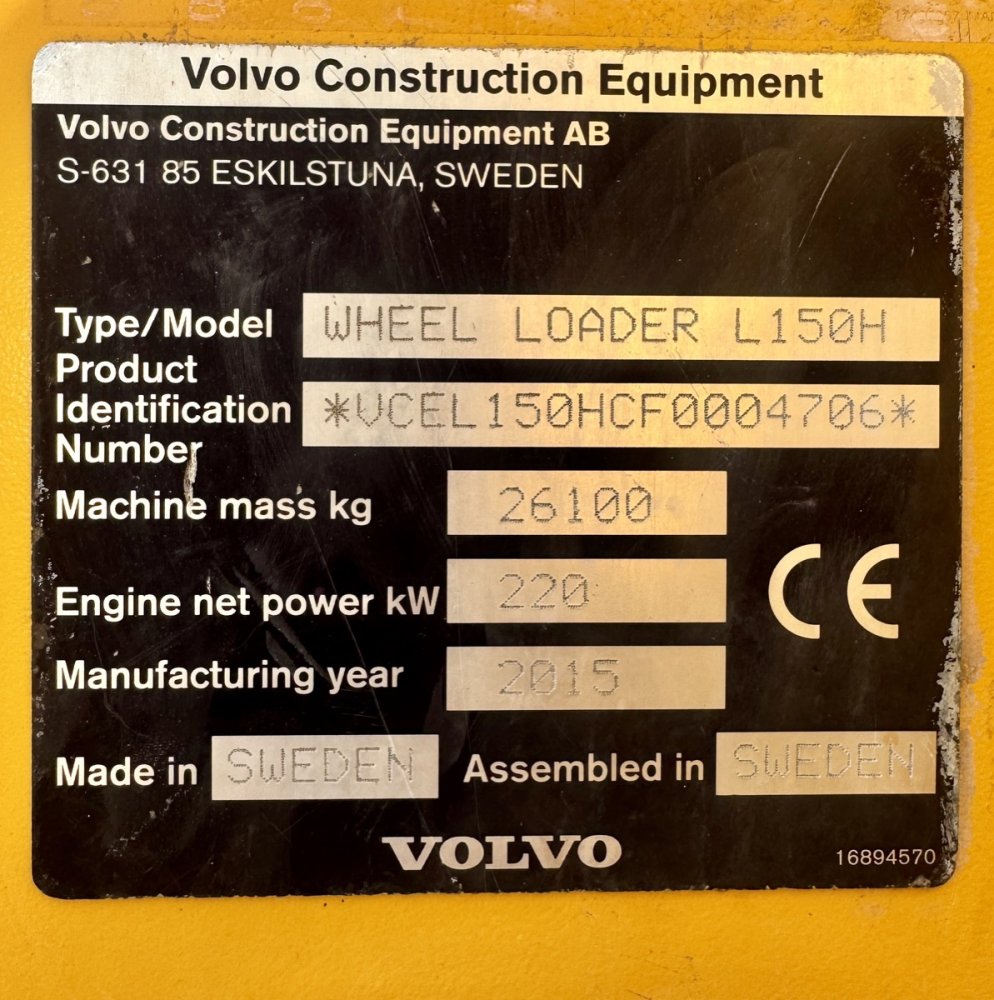 Volvo Construction Equipment
Volvo Construction Equipment AB
S-631 85 ESKILSTUNA, SWEDEN
Type/Model WHEEL LOADER L150H
Product
Identification *VCEL150HCF0004706*
Number
Machine mass kg 26100
Engine net power kW 220
Manufacturing year 2015
Made in SWEDEN Assembled in SWEDEN
CE
VOLVO 16894570